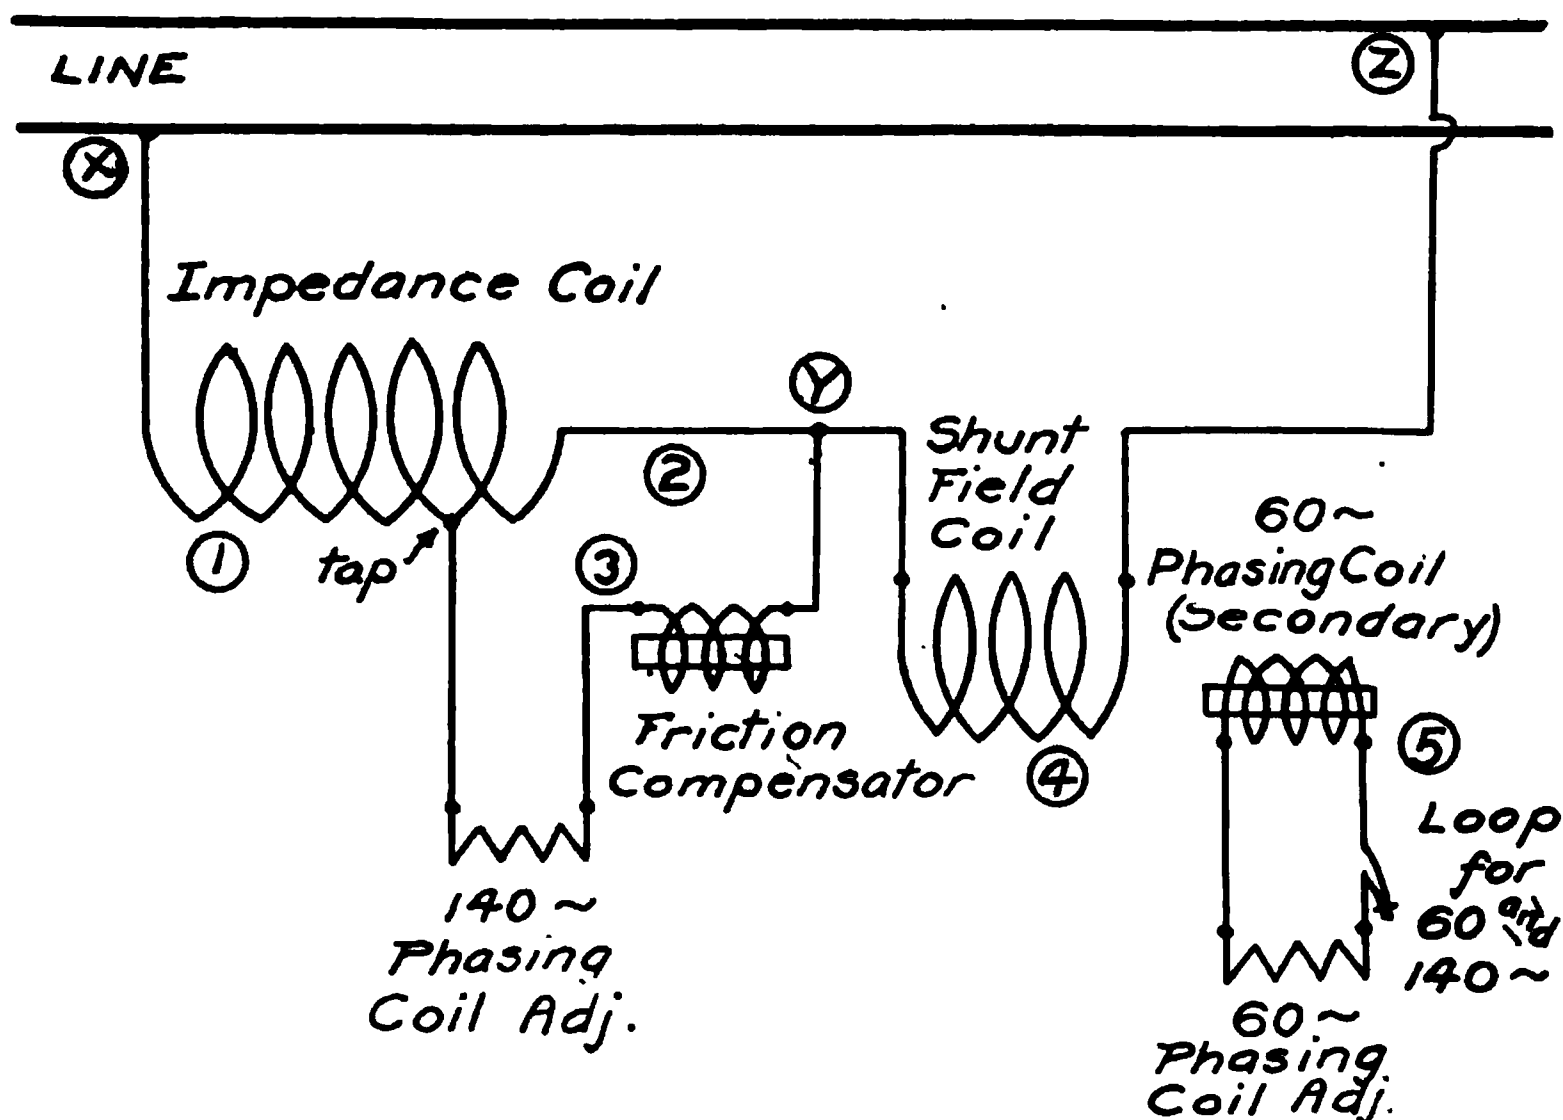 LINE
Z
X
Impedance Coil
Y
Shunt
Field
Coil
2
60~
Phasing Coil
(Secondary)
1
tap
3
Friction
Compensator
4
5
Loop
for
60 and
140~
140~
Phasing
Coil Adj.
60~
Phasing
Coil Adj.